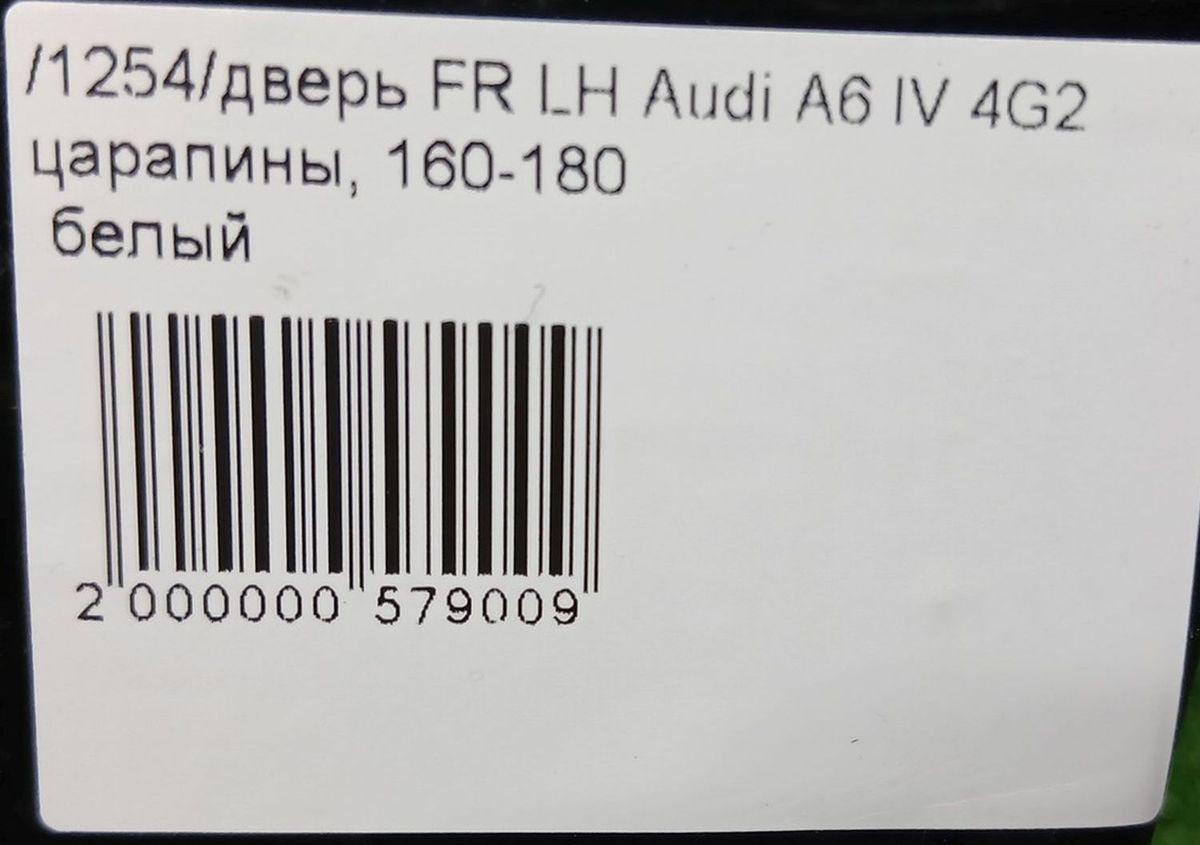 /1254/дверь FR LH Audi A6 IV 4G2
царапины, 160-180
белый
2 000000 579009